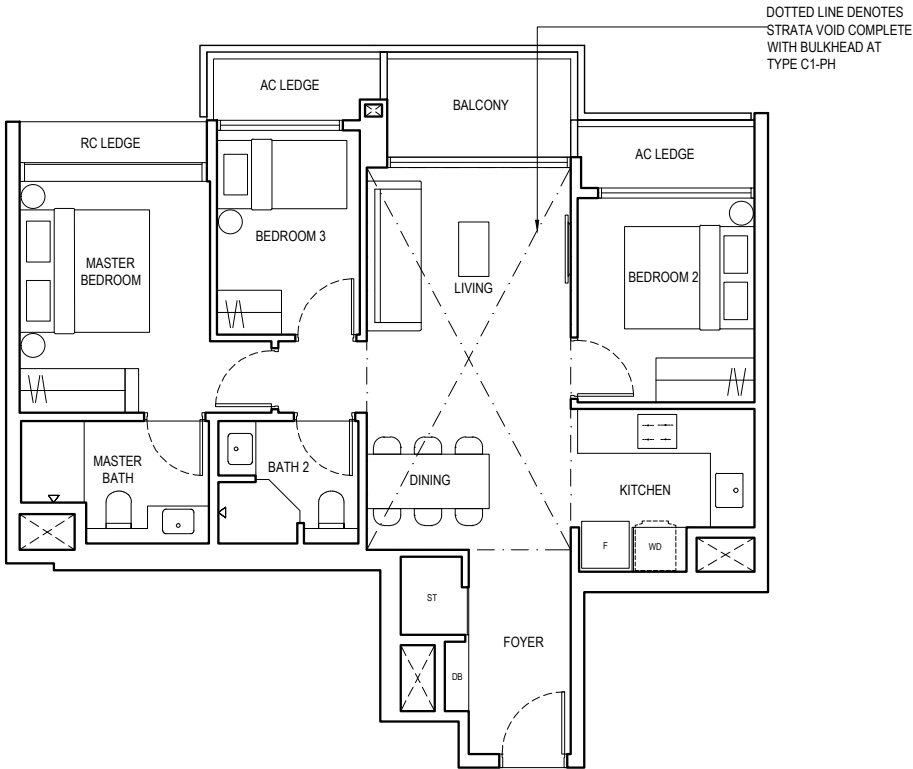 DOTTED LINE DENOTES
STRATA VOID COMPLETE
WITH BULKHEAD AT
TYPE C1-PH
AC LEDGE
BALCONY
RC LEDGE
AC LEDGE
BEDROOM 3
MASTER
BEDROOM
LIVING
BEDROOM 2
MASTER
BATH
BATH 2
DINING
KITCHEN
F
WD
ST
FOYER
DB